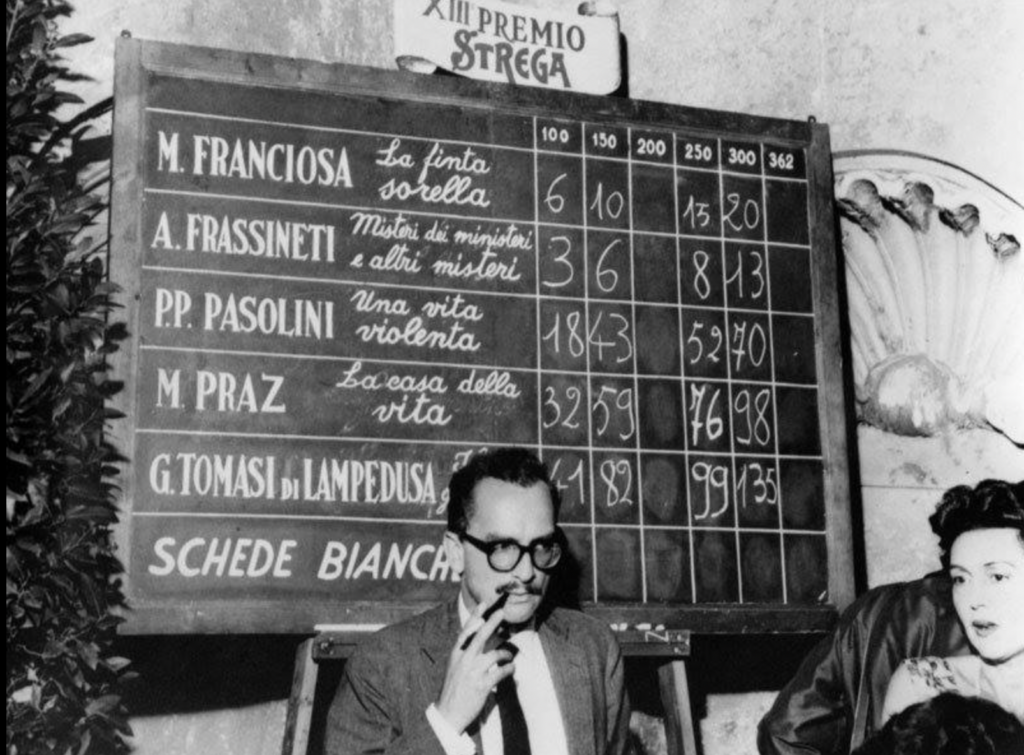 XIII PREMIO
STREGA
100 150 200 250 300 362
M. FRANCIOSA La finta sorella 6 10 15 20
A. FRASSINETI Misteri dei ministeri e altri misteri 3 6 8 13
P.P. PASOLINI Una vita violenta 18 43 52 70
M. PRAZ La casa della vita 32 59 76 98
G. TOMASI DI LAMPEDUSA 41 82 99 135
SCHEDE BIANCH